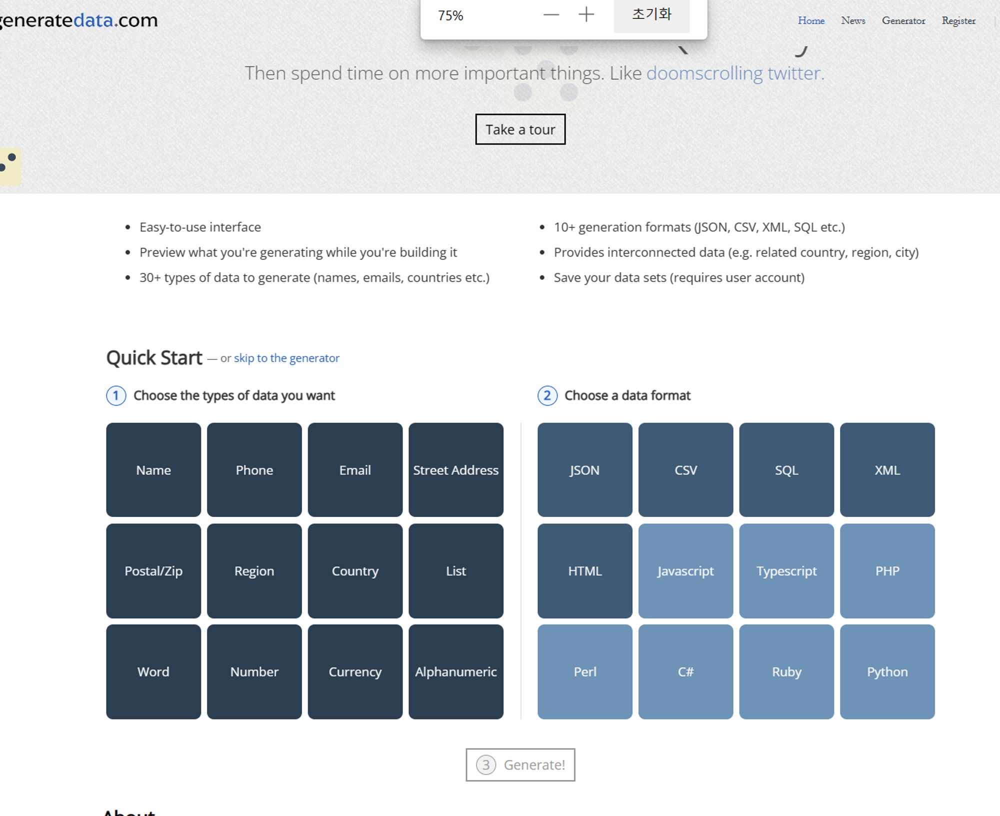 generatedata.com
75%
초기화
Home
News
Generator
Register
Then spend time on more important things. Like doomscrolling twitter.
Take a tour
• Easy-to-use interface
• Preview what you're generating while you're building it
• 30+ types of data to generate (names, emails, countries etc.)
• 10+ generation formats (JSON, CSV, XML, SQL etc.)
• Provides interconnected data (e.g. related country, region, city)
• Save your data sets (requires user account)
Quick Start — or skip to the generator
1 Choose the types of data you want
Name
Phone
Email
Street Address
Postal/Zip
Region
Country
List
Word
Number
Currency
Alphanumeric
2 Choose a data format
JSON
CSV
SQL
XML
HTML
Javascript
Typescript
PHP
Perl
C#
Ruby
Python
3 Generate!
About